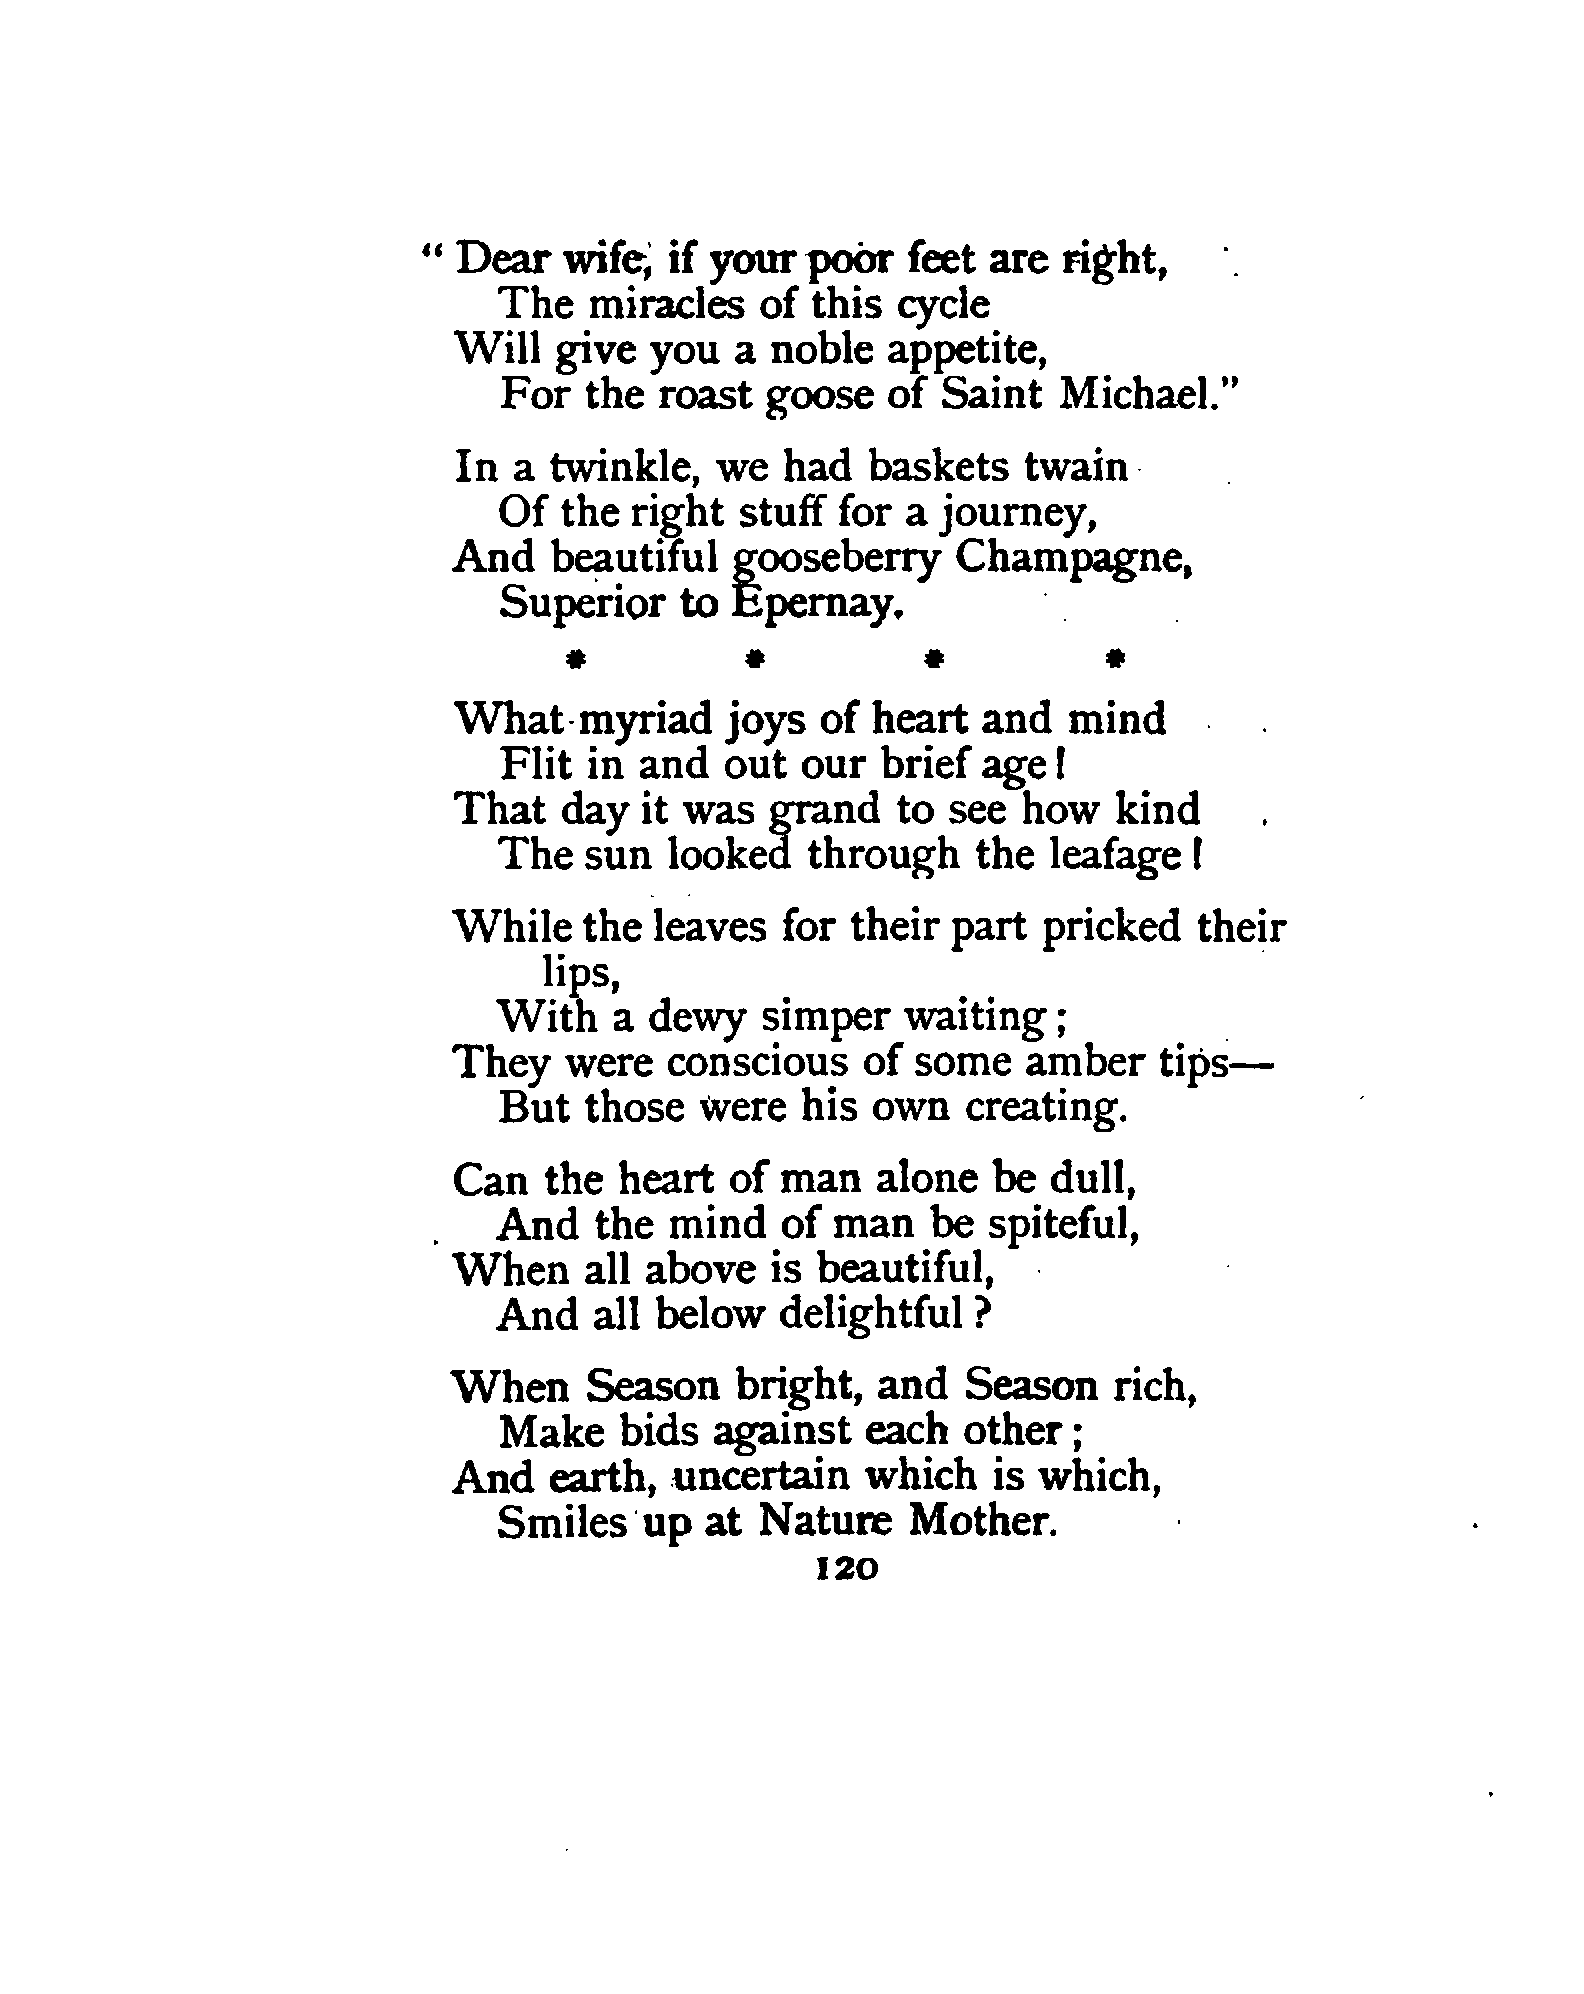 “ Dear wife, if your poor feet are right,
The miracles of this cycle
Will give you a noble appetite,
For the roast goose of Saint Michael.”
In a twinkle, we had baskets twain
Of the right stuff for a journey,
And beautiful gooseberry Champagne,
Superior to Epernay.
* * * *
What myriad joys of heart and mind
Flit in and out our brief age !
That day it was grand to see how kind
The sun looked through the leafage !
While the leaves for their part pricked their
lips,
With a dewy simper waiting ;
They were conscious of some amber tips—
But those were his own creating.
Can the heart of man alone be dull,
And the mind of man be spiteful,
When all above is beautiful,
And all below delightful ?
When Season bright, and Season rich,
Make bids against each other ;
And earth, uncertain which is which,
Smiles up at Nature Mother.
120